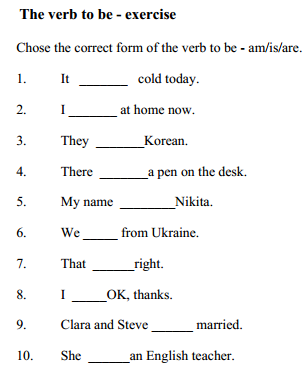 The verb to be - exercise
Chose the correct form of the verb to be - am/is/are.
1. It _______ cold today.
2. I _______ at home now.
3. They _______Korean.
4. There _______a pen on the desk.
5. My name ________Nikita.
6. We _____ from Ukraine.
7. That ______right.
8. I _____OK, thanks.
9. Clara and Steve ______ married.
10. She ______an English teacher.